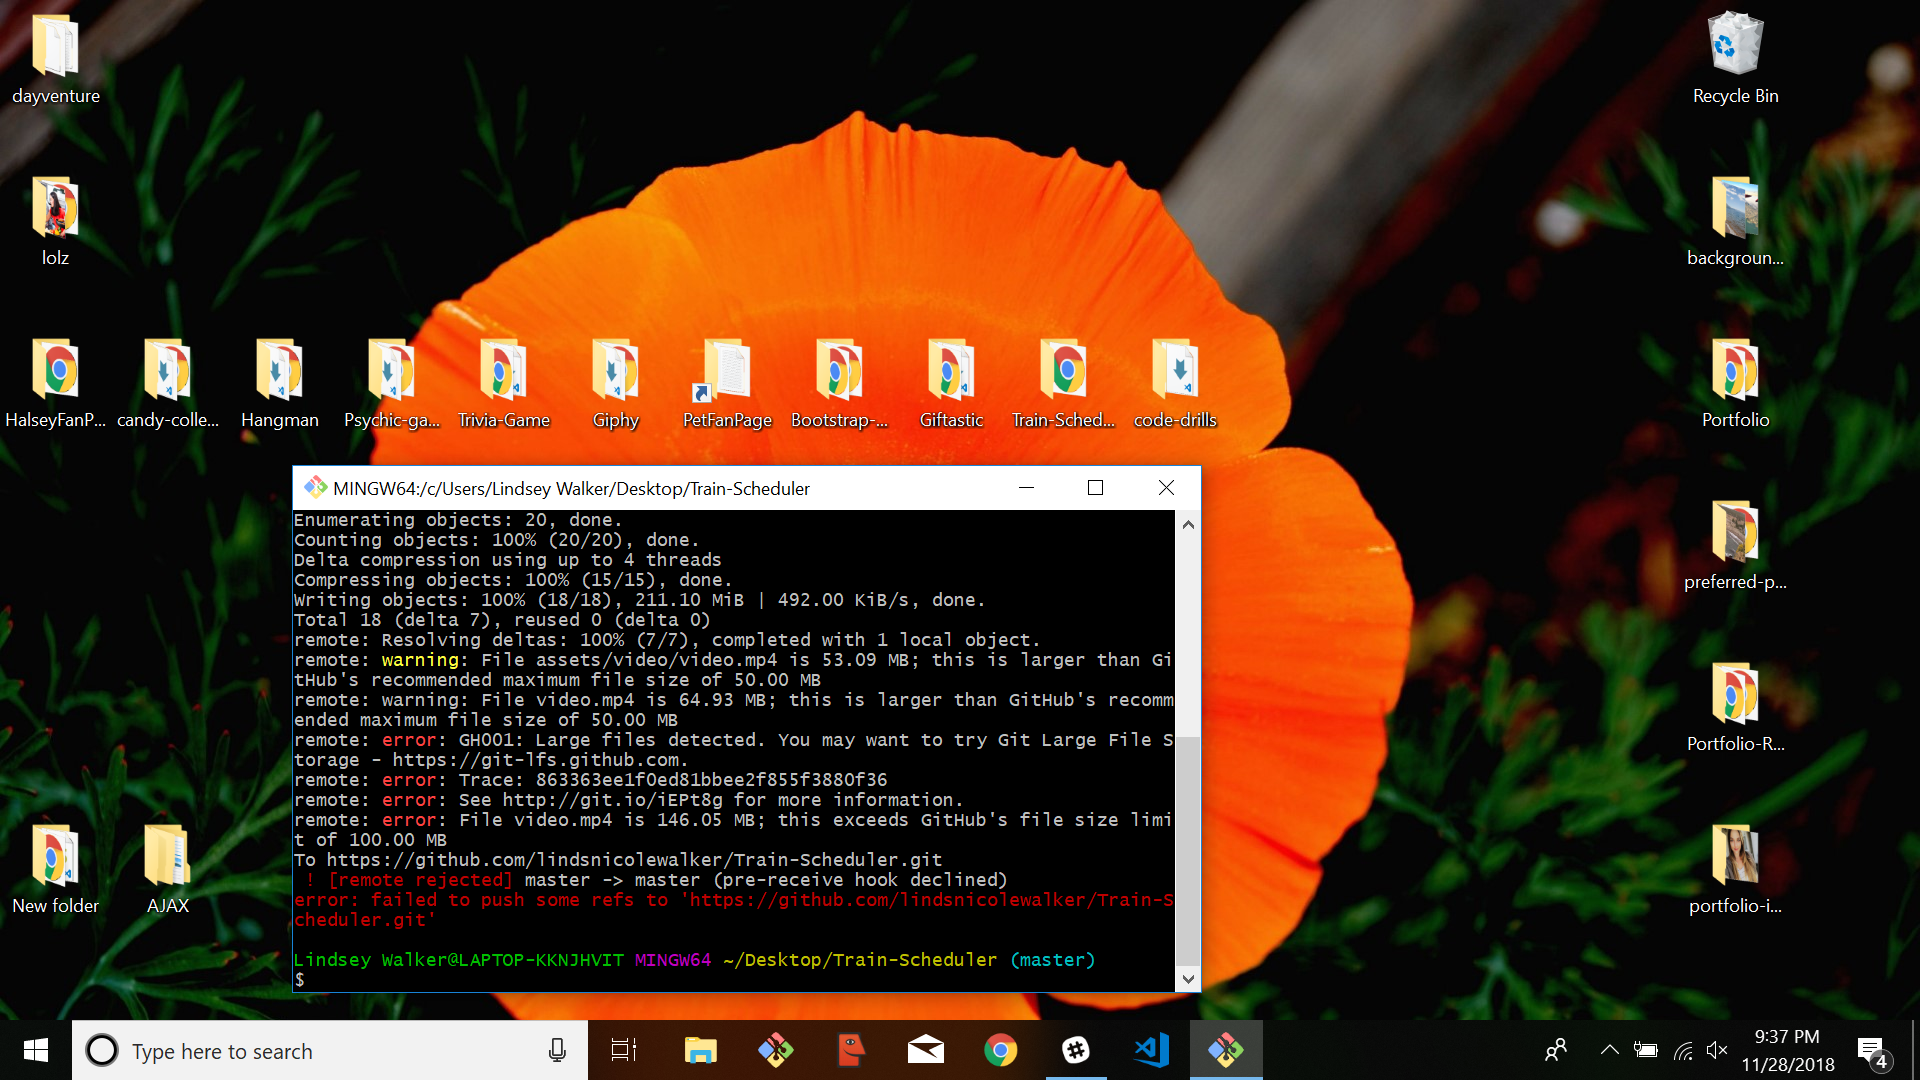 dayventure
Recycle Bin
lolz
backgroun...
HalseyFanP...
candy-colle...
Hangman
Psychic-ga...
Trivia-Game
Giphy
PetFanPage
Bootstrap-...
Giftastic
Train-Sched...
code-drills
Portfolio
preferred-p...
Portfolio-R...
New folder
AJAX
portfolio-i...
MINGW64:/c/Users/Lindsey Walker/Desktop/Train-Scheduler
Enumerating objects: 20, done.
Counting objects: 100% (20/20), done.
Delta compression using up to 4 threads
Compressing objects: 100% (15/15), done.
Writing objects: 100% (18/18), 211.10 MiB | 492.00 KiB/s, done.
Total 18 (delta 7), reused 0 (delta 0)
remote: Resolving deltas: 100% (7/7), completed with 1 local object.
remote: warning: File assets/video/video.mp4 is 53.09 MB; this is larger than Gi
tHub's recommended maximum file size of 50.00 MB
remote: warning: File video.mp4 is 64.93 MB; this is larger than GitHub's recomm
ended maximum file size of 50.00 MB
remote: error: GH001: Large files detected. You may want to try Git Large File S
torage - https://git-lfs.github.com.
remote: error: Trace: 863363ee1f0ed81bbee2f855f3880f36
remote: error: See http://git.io/iEPt8g for more information.
remote: error: File video.mp4 is 146.05 MB; this exceeds GitHub's file size limi
t of 100.00 MB
To https://github.com/lindsnicolewalker/Train-Scheduler.git
! [remote rejected] master -> master (pre-receive hook declined)
error: failed to push some refs to 'https://github.com/lindsnicolewalker/Train-S
cheduler.git'
Lindsey Walker@LAPTOP-KKNJHVIT MINGW64 ~/Desktop/Train-Scheduler (master)
$
Type here to search
9:37 PM
11/28/2018
4